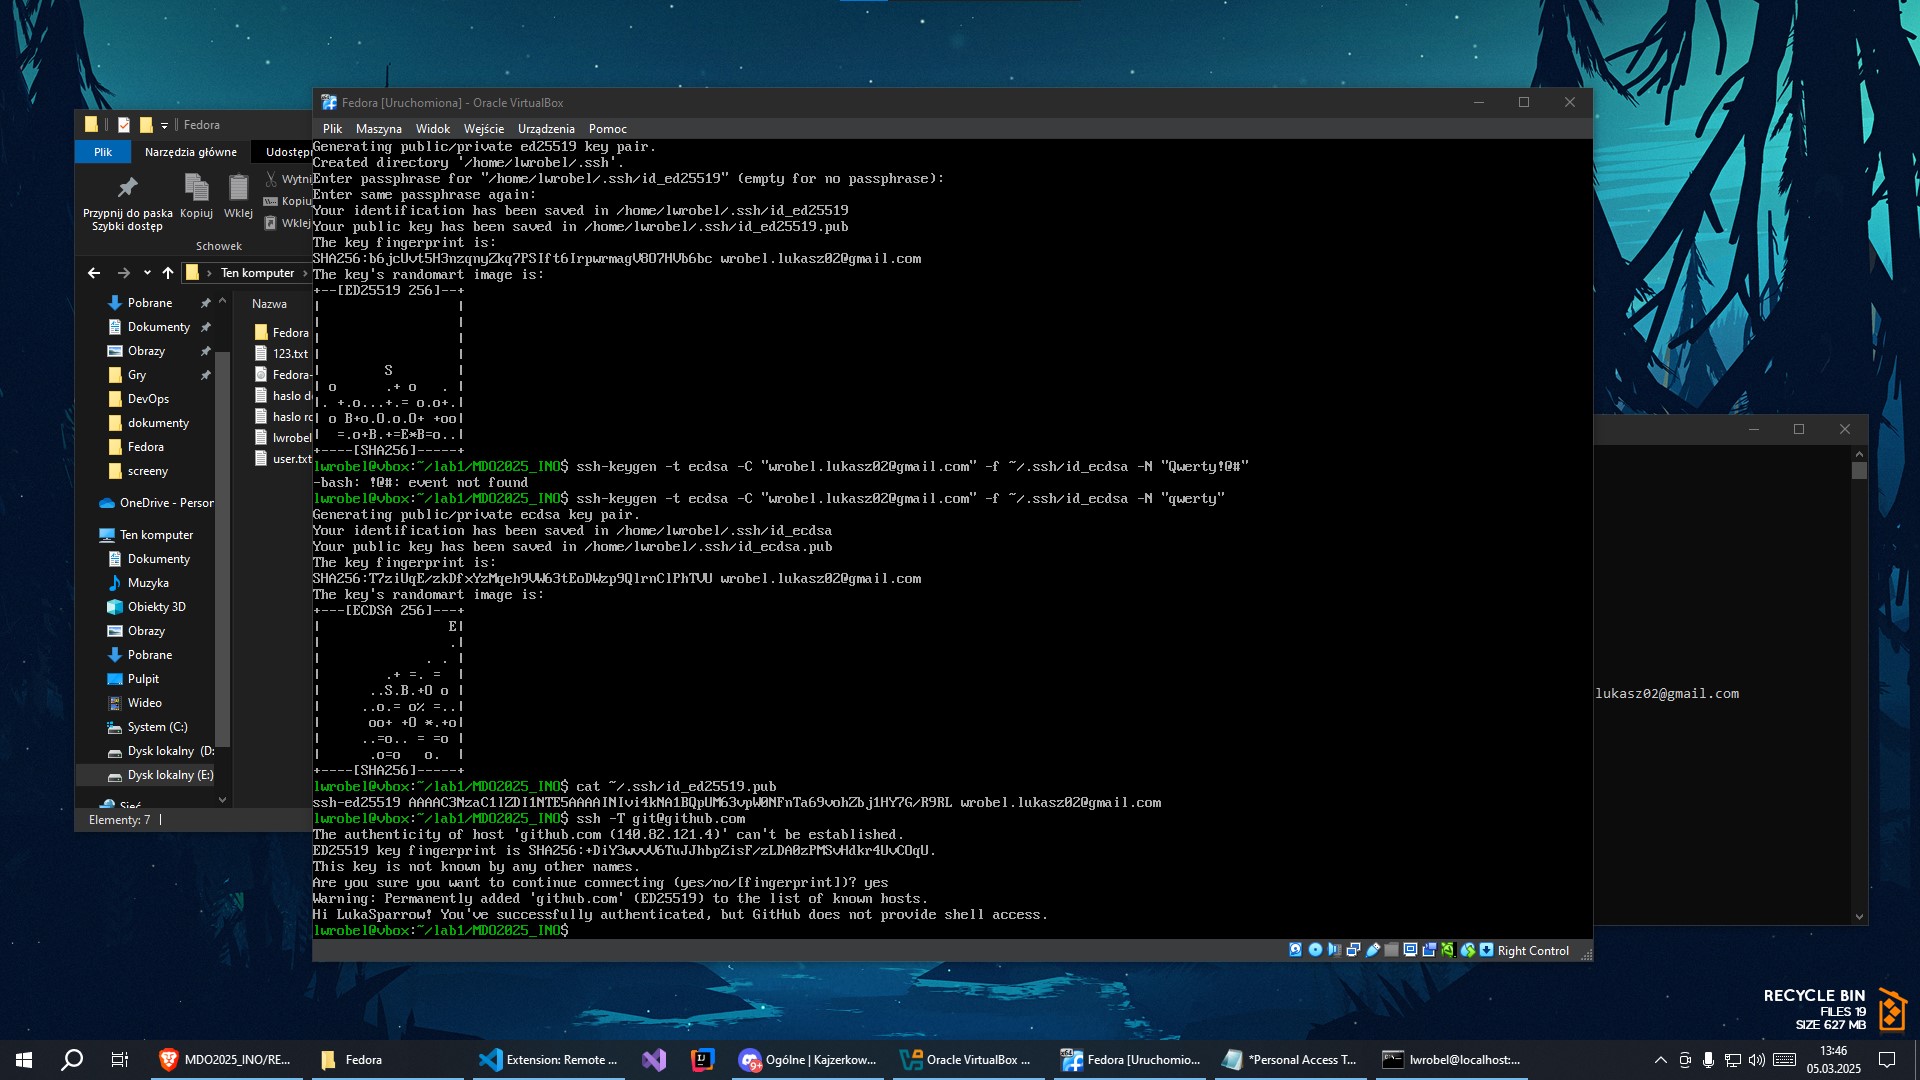 Fedora
Plik
Narzędzia główne
Udostępn
Przypnij do paska
Szybki dostęp
Kopiuj
Wklej
Wytni
Kopiu
Wklej
Schowek
Ten komputer
Nazwa
Pobrane
Dokumenty
Obrazy
Gry
DevOps
dokumenty
Fedora
screeny
OneDrive - Person
Ten komputer
Dokumenty
Muzyka
Obiekty 3D
Obrazy
Pobrane
Pulpit
Wideo
System (C:)
Dysk lokalny (D:
Dysk lokalny (E:)
Sieć
Fedora
123.txt
Fedora-
haslo d
haslo ro
lwrobel
user.txt
Elementy: 7
Fedora [Uruchomiona] - Oracle VirtualBox
Plik Maszyna Widok Wejście Urządzenia Pomoc
Generating public/private ed25519 key pair.
Created directory '/home/lwrobel/.ssh'.
Enter passphrase for "/home/lwrobel/.ssh/id_ed25519" (empty for no passphrase):
Enter same passphrase again:
Your identification has been saved in /home/lwrobel/.ssh/id_ed25519
Your public key has been saved in /home/lwrobel/.ssh/id_ed25519.pub
The key fingerprint is:
SHA256:b6jcUvt5H3nzqnyZkq7PSIft6IrpwrmagV8O7HVb6bc wrobel.lukasz02@gmail.com
The key's randomart image is:
+--[ED25519 256]--+
|                 |
|                 |
|                 |
|                 |
|        S        |
| o      .+ o   . |
|. +.o...+.= o.o+.|
| o B+o.O.o.O+ +oo|
|  =.o+B.+=E*B=o..|
+----[SHA256]-----+
lwrobel@vbox:~/lab1/MDO2025_INO$ ssh-keygen -t ecdsa -C "wrobel.lukasz02@gmail.com" -f ~/.ssh/id_ecdsa -N "Qwerty!@#"
-bash: !@#: event not found
lwrobel@vbox:~/lab1/MDO2025_INO$ ssh-keygen -t ecdsa -C "wrobel.lukasz02@gmail.com" -f ~/.ssh/id_ecdsa -N "qwerty"
Generating public/private ecdsa key pair.
Your identification has been saved in /home/lwrobel/.ssh/id_ecdsa
Your public key has been saved in /home/lwrobel/.ssh/id_ecdsa.pub
The key fingerprint is:
SHA256:T7ziUqE/zkDfxYzMqeh9VW63tEoDWzp9QlrnClPhTVU wrobel.lukasz02@gmail.com
The key's randomart image is:
+---[ECDSA 256]---+
|                E|
|                .|
|             . . |
|        .+ =. =  |
|      ..S.B.+O o |
|     ..o.= o% =..|
|      oo+ +O *.+o|
|     ..=o.. = =o |
|      .o=o   o.  |
+----[SHA256]-----+
lwrobel@vbox:~/lab1/MDO2025_INO$ cat ~/.ssh/id_ed25519.pub
ssh-ed25519 AAAAC3NzaC1lZDI1NTE5AAAAINIvi4kNA1BQpUM63vpW0NFnTa69vohZbj1HY7G/R9RL wrobel.lukasz02@gmail.com
lwrobel@vbox:~/lab1/MDO2025_INO$ ssh -T git@github.com
The authenticity of host 'github.com (140.82.121.4)' can't be established.
ED25519 key fingerprint is SHA256:+DiY3wvvV6TuJJhbpZisF/zLDA0zPMSvHdkr4UvCOqU.
This key is not known by any other names.
Are you sure you want to continue connecting (yes/no/[fingerprint])? yes
Warning: Permanently added 'github.com' (ED25519) to the list of known hosts.
Hi LukaSparrow! You've successfully authenticated, but GitHub does not provide shell access.
lwrobel@vbox:~/lab1/MDO2025_INO$
Right Control
lukasz02@gmail.com
RECYCLE BIN
FILES 19
SIZE 627 MB
MDO2025_INO/RE...
Fedora
Extension: Remote ...
Ogólne | Kajzerkow...
Oracle VirtualBox ...
Fedora [Uruchomio...
*Personal Access T...
lwrobel@localhost:...
13:46
05.03.2025